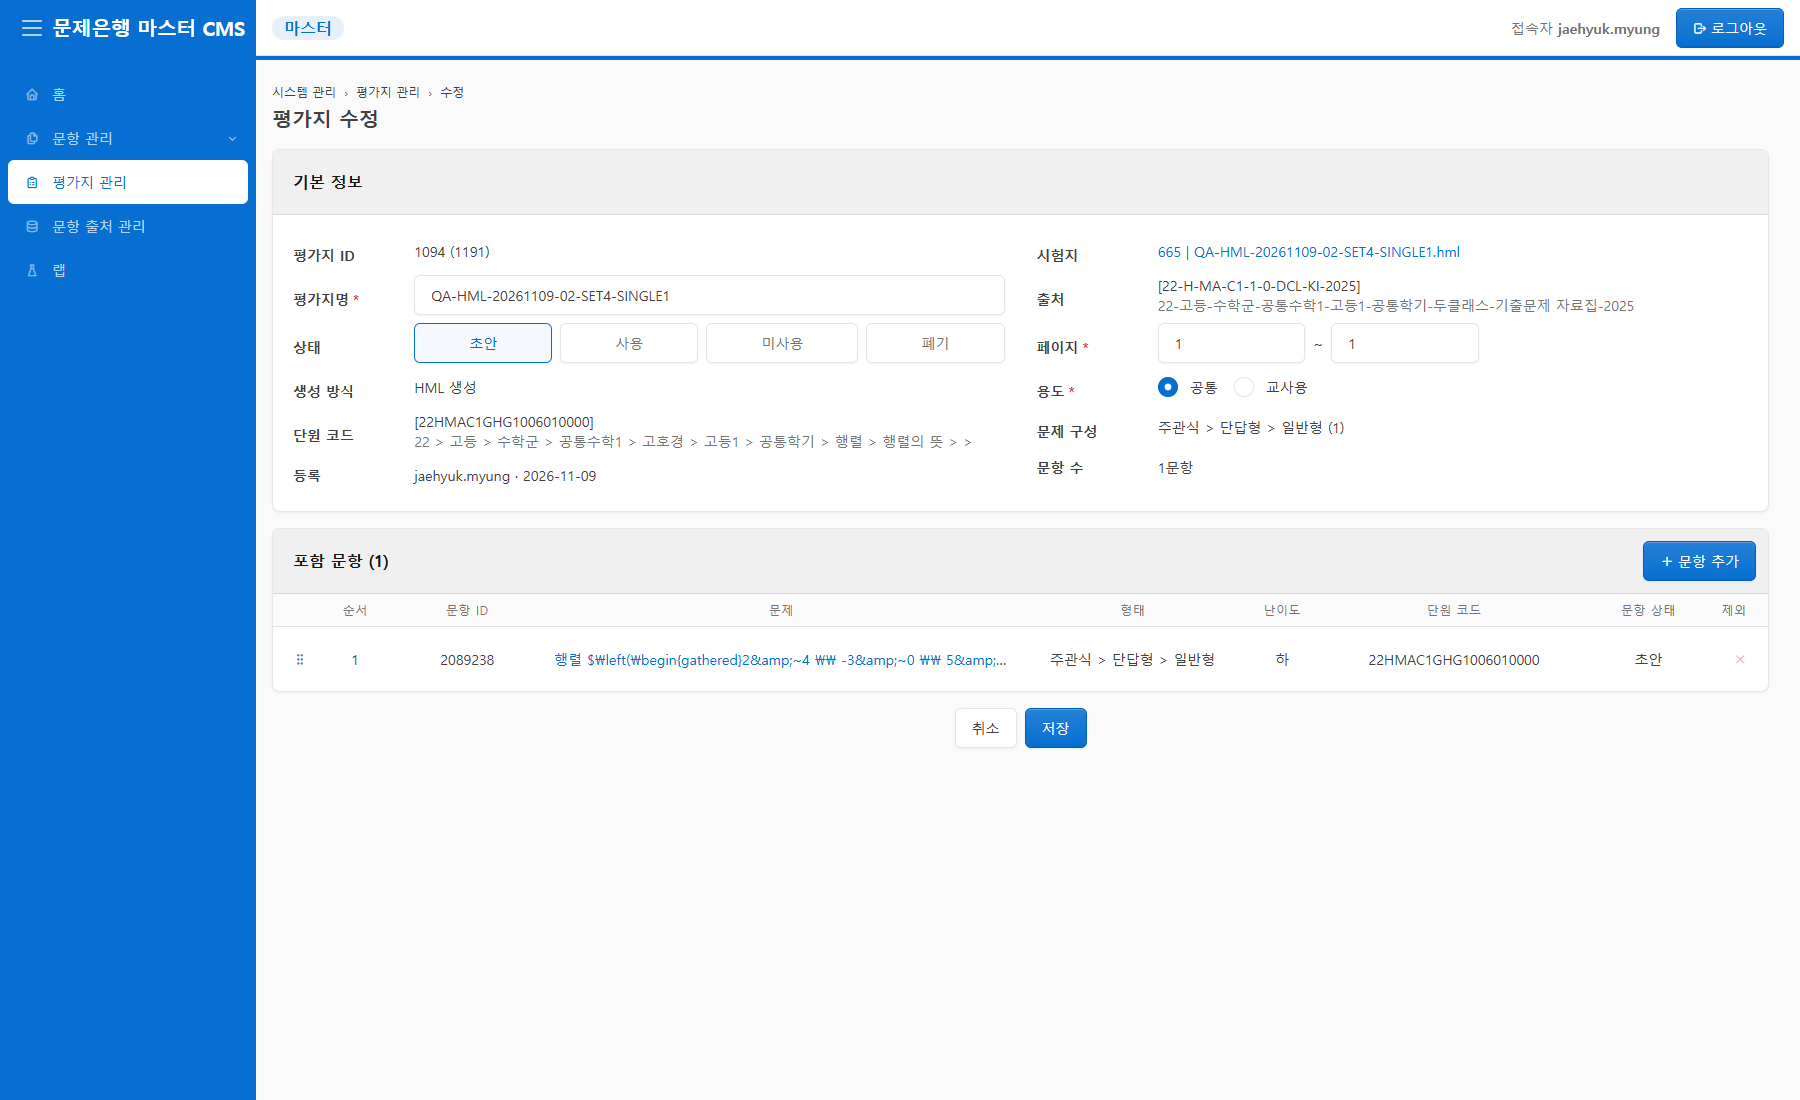 문제은행 마스터 CMS
마스터
접속자 jaehyuk.myung
로그아웃
홈
문항 관리
평가지 관리
문항 출처 관리
랩
시스템 관리 › 평가지 관리 › 수정
평가지 수정
기본 정보
평가지 ID 1094 (1191)
평가지명 * QA-HML-20261109-02-SET4-SINGLE1
상태 초안 사용 미사용 폐기
생성 방식 HML 생성
단원 코드 [22HMAC1GHG1006010000]
22 > 고등 > 수학군 > 공통수학1 > 고호경 > 고등1 > 공통학기 > 행렬 > 행렬의 뜻 > >
등록 jaehyuk.myung · 2026-11-09
시험지 665 | QA-HML-20261109-02-SET4-SINGLE1.hml
출처 [22-H-MA-C1-1-0-DCL-KI-2025]
22-고등-수학군-공통수학1-고등1-공통학기-두클래스-기출문제 자료집-2025
페이지 * 1 ~ 1
용도 * 공통 교사용
문제 구성 주관식 > 단답형 > 일반형 (1)
문항 수 1문항
포함 문항 (1)
+ 문항 추가
순서 문항 ID 문제 형태 난이도 단원 코드 문항 상태 제외
1 2089238 행렬 $₩left(₩begin{gathered}2&amp;~4 ₩₩ -3&amp;~0 ₩₩ 5&amp;... 주관식 > 단답형 > 일반형 하 22HMAC1GHG1006010000 초안 ×
취소 저장